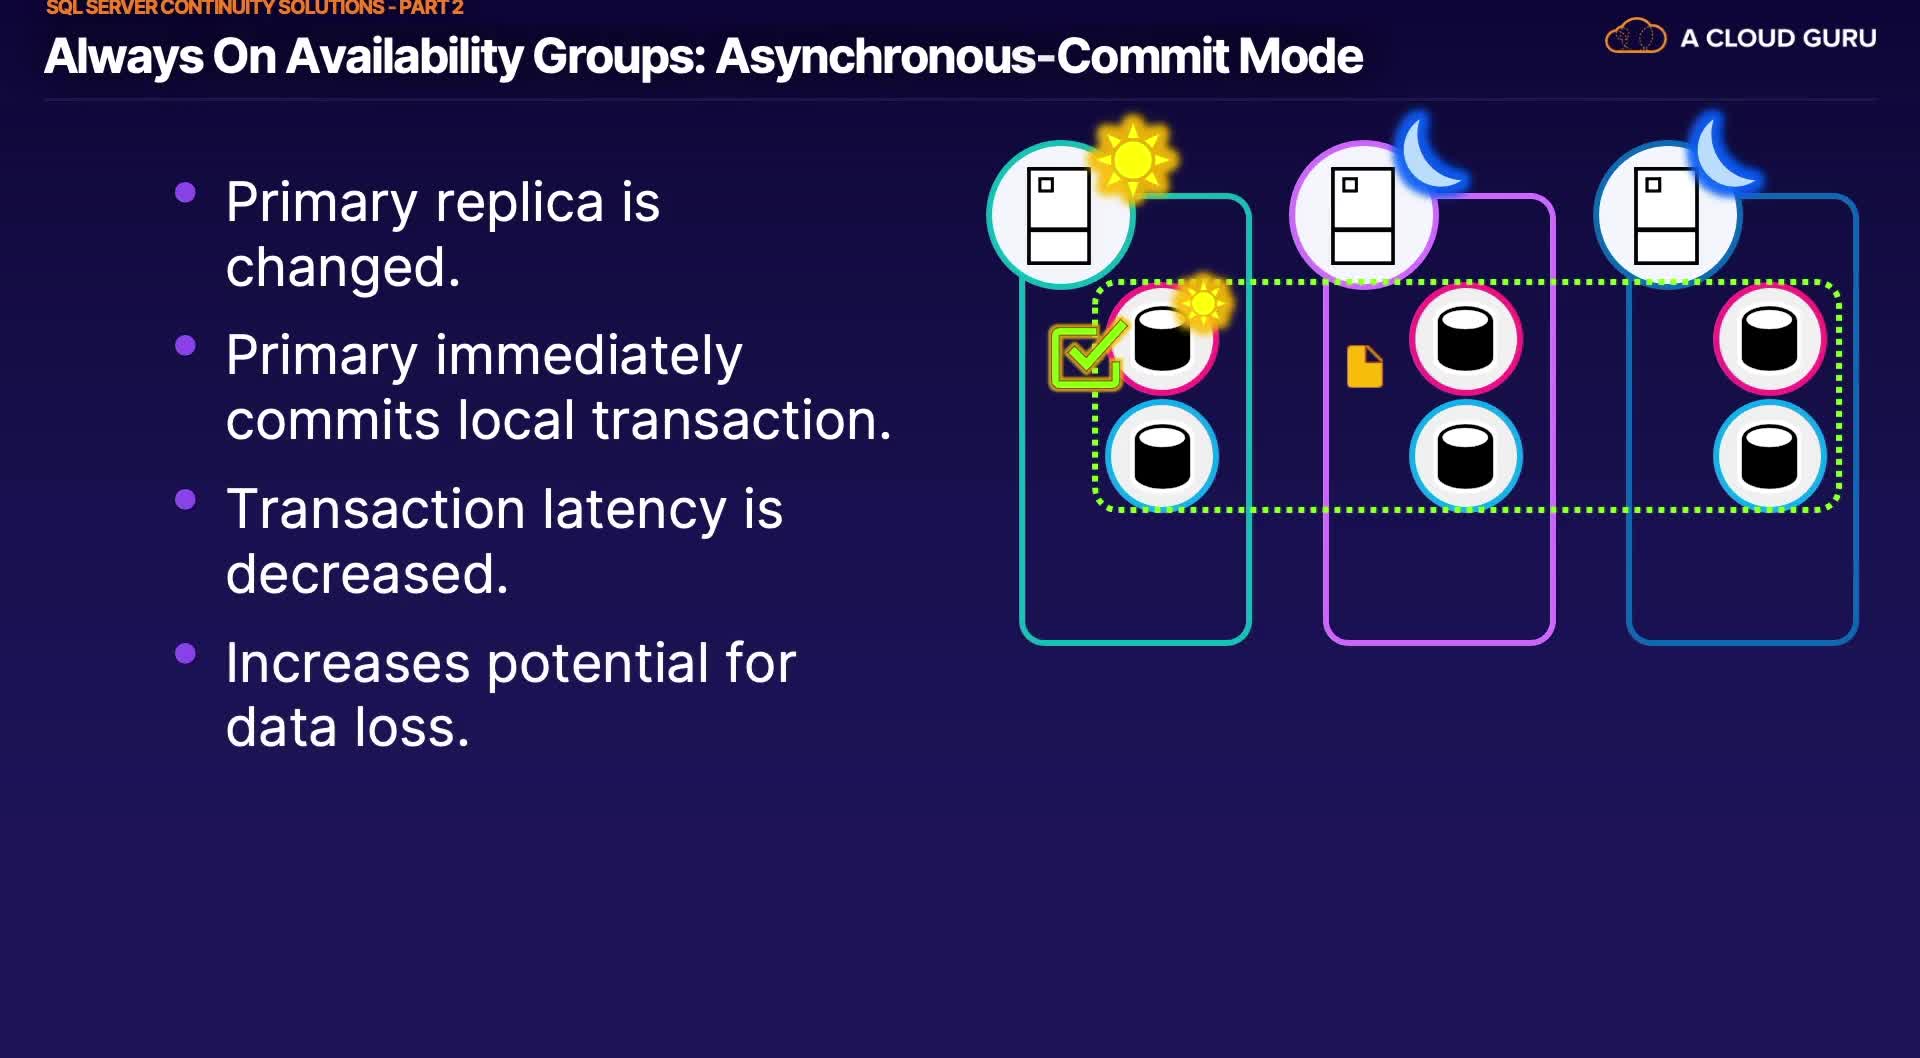 SQL SERVER CONTINUITY SOLUTIONS - PART 2
Always On Availability Groups: Asynchronous-Commit Mode
A CLOUD GURU
Primary replica is
changed.
Primary immediately
commits local transaction.
Transaction latency is
decreased.
Increases potential for
data loss.